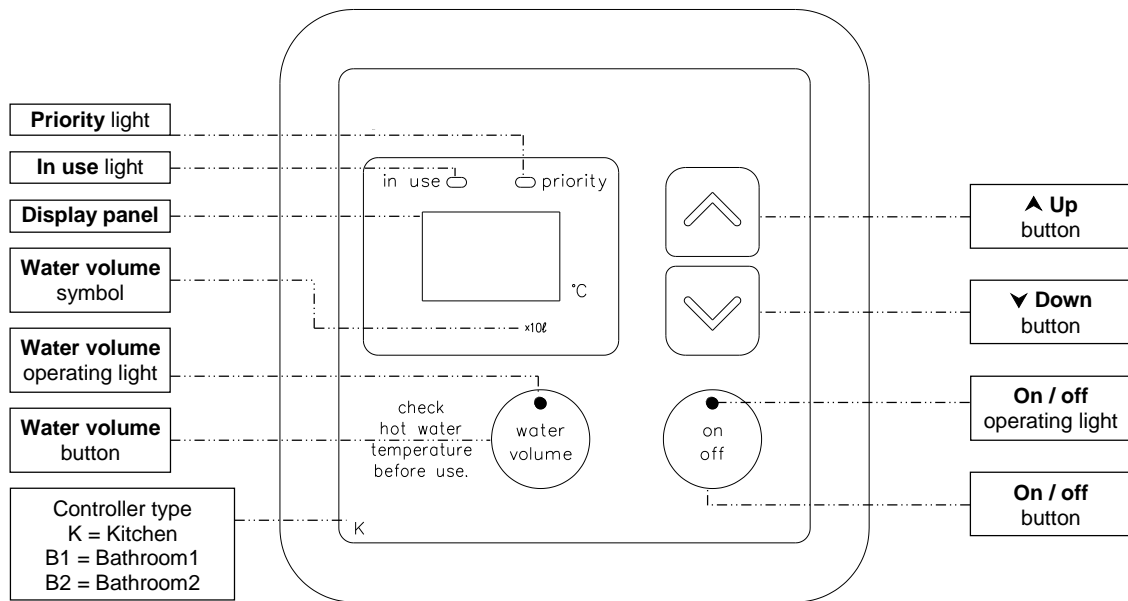 Priority light
In use light
Display panel
Water volume
symbol
Water volume
operating light
Water volume
button
Controller type
K = Kitchen
B1 = Bathroom1
B2 = Bathroom2
in use
priority
°C
×10ℓ
check
hot water
temperature
before use.
water
volume
on
off
K
⮝ Up
button
⮟ Down
button
On / off
operating light
On / off
button